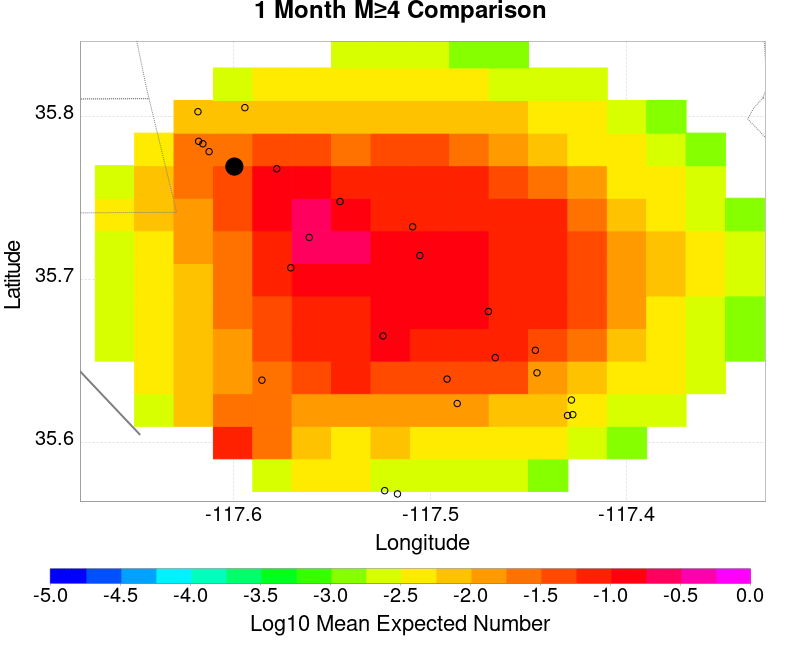 1 Month M≥4 Comparison
35.8
35.7
35.6
Latitude
-117.6 -117.5 -117.4
Longitude
-5.0 -4.5 -4.0 -3.5 -3.0 -2.5 -2.0 -1.5 -1.0 -0.5 0.0
Log10 Mean Expected Number